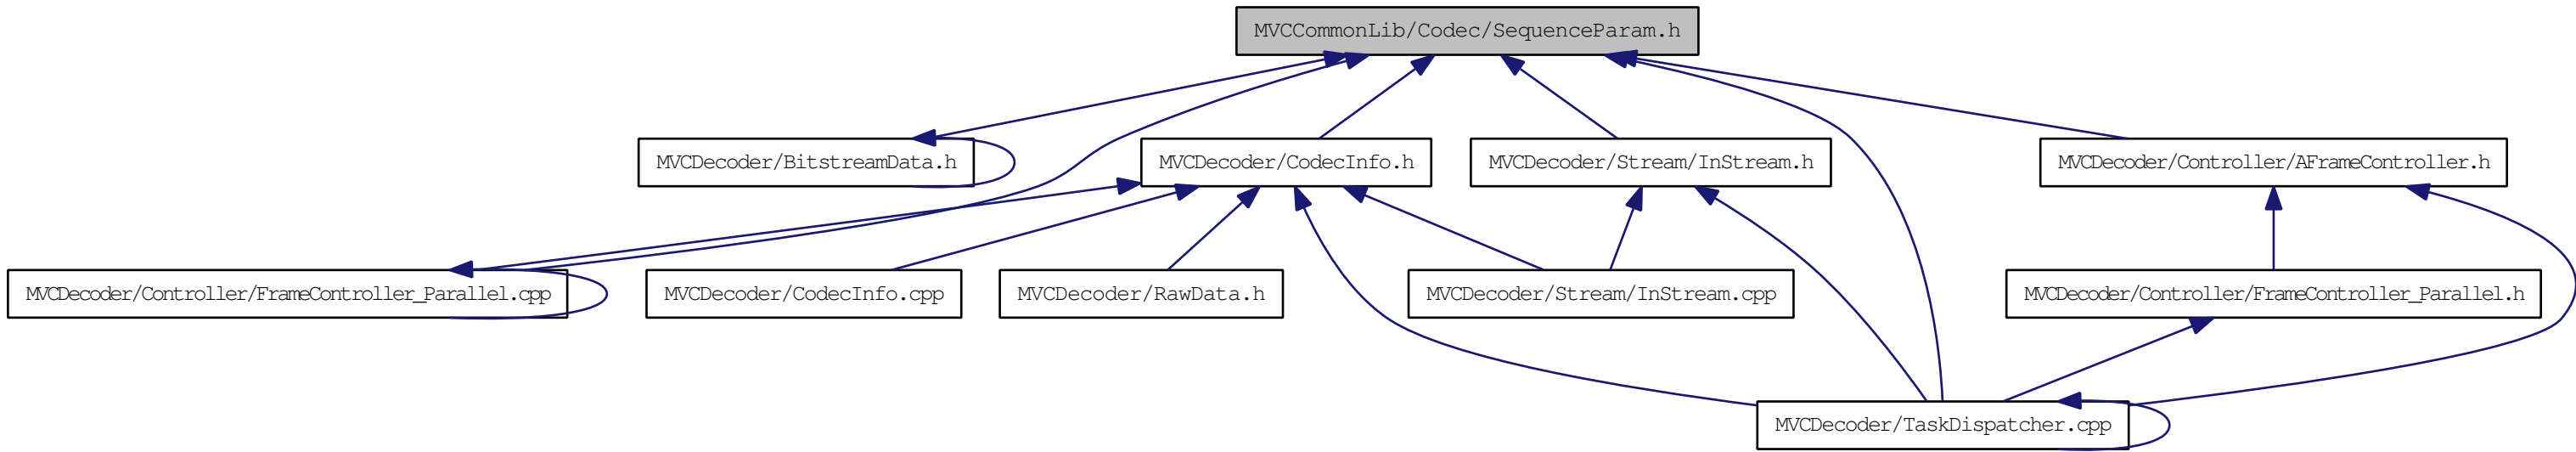 MVCCommonLib/Codec/SequenceParam.h
MVCDecoder/BitstreamData.h
MVCDecoder/CodecInfo.h
MVCDecoder/Stream/InStream.h
MVCDecoder/Controller/AFrameController.h
MVCDecoder/Controller/FrameController_Parallel.cpp
MVCDecoder/CodecInfo.cpp
MVCDecoder/RawData.h
MVCDecoder/Stream/InStream.cpp
MVCDecoder/Controller/FrameController_Parallel.h
MVCDecoder/TaskDispatcher.cpp